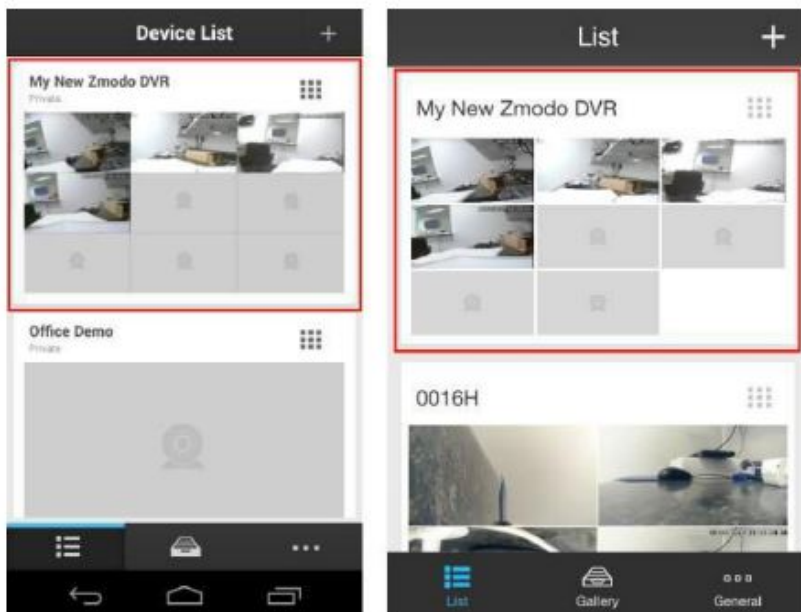 Device List
My New Zmodo DVR
Private
Office Demo
Private
List
My New Zmodo DVR
0016H
List
Gallery
General